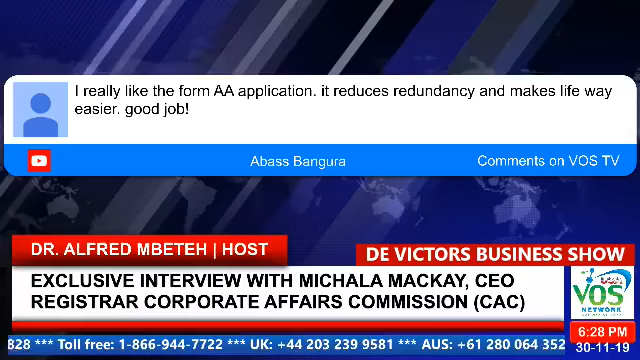 I really like the form AA application. it reduces redundancy and makes life way
easier. good job!
Abass Bangura
Comments on VOS TV
DR. ALFRED MBETEH | HOST
DE VICTORS BUSINESS SHOW
EXCLUSIVE INTERVIEW WITH MICHALA MACKAY, CEO
REGISTRAR CORPORATE AFFAIRS COMMISSION (CAC)
VOS
NETWORK
6:28 PM
828 *** Toll free: 1-866-944-7722 *** UK: +44 203 239 9581 *** AUS: +61 280 064 352
30-11-19